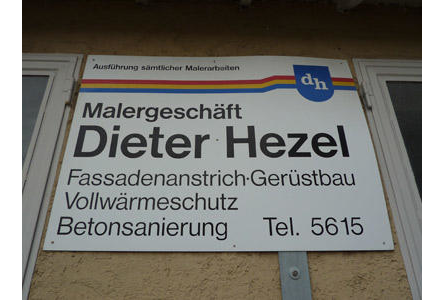 Ausführung sämtlicher Malerarbeiten
dh
Malergeschäft
Dieter Hezel
Fassadenanstrich·Gerüstbau
Vollwärmeschutz
Betonsanierung Tel. 5615